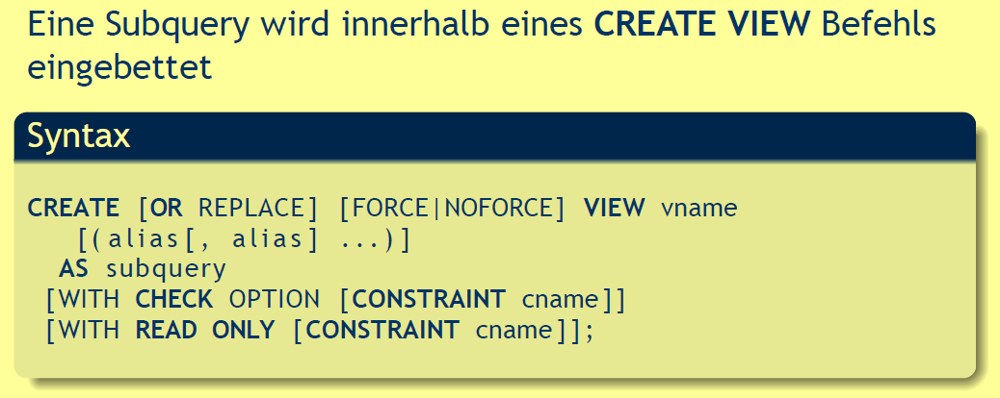 Eine Subquery wird innerhalb eines CREATE VIEW Befehls
eingebettet
Syntax
CREATE [OR REPLACE] [FORCE|NOFORCE] VIEW vname
[(alias[, alias] ...)]
AS subquery
[WITH CHECK OPTION [CONSTRAINT cname]]
[WITH READ ONLY [CONSTRAINT cname]];